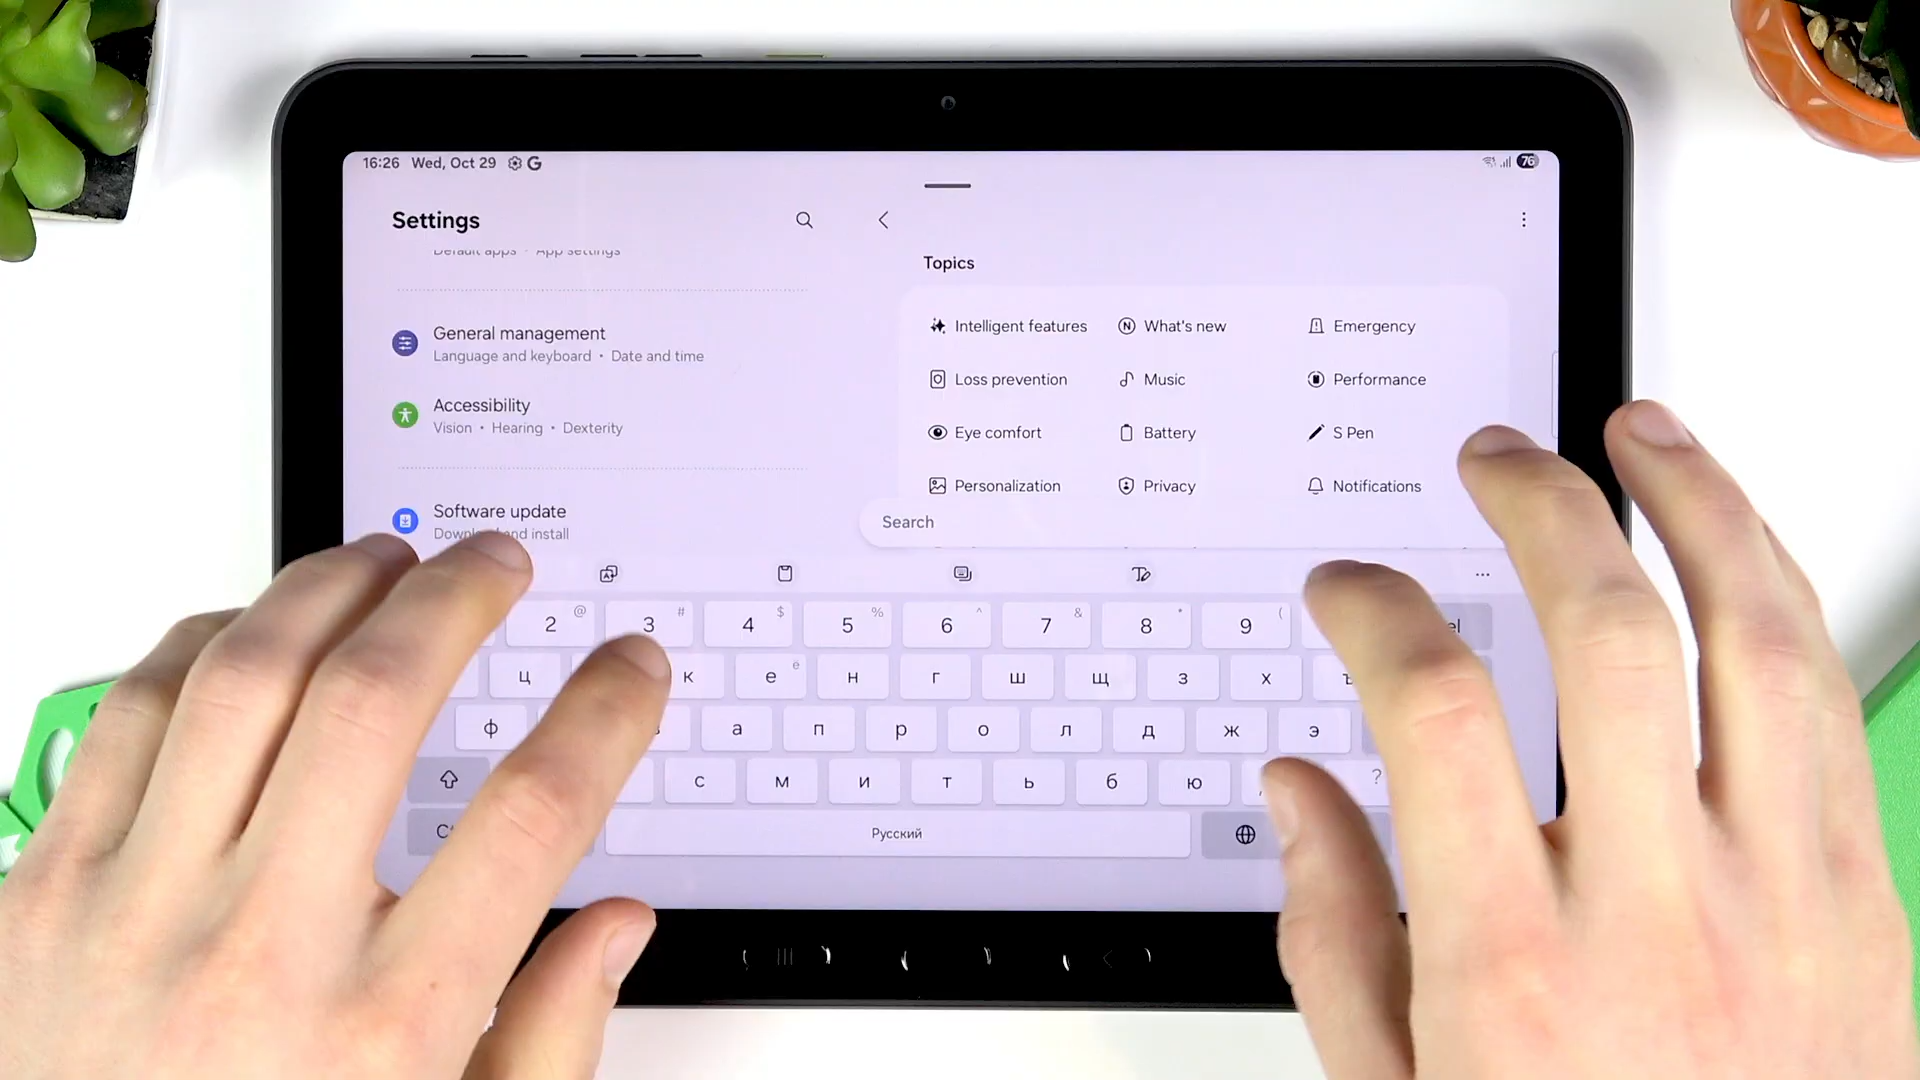 16:26 Wed, Oct 29 G
76
Settings
Default apps • App settings
General management
Language and keyboard • Date and time
Accessibility
Vision • Hearing • Dexterity
Software update
and install
Topics
Intelligent features
What's new
Emergency
Loss prevention
Music
Performance
Eye comfort
Battery
S Pen
Personalization
Privacy
Notifications
Search
2 @ 3 # 4 $ 5 % 6 ^ 7 & 8 * 9 (
ц к е ё н г ш щ з х ъ
ф а п р о л д ж э
с м и т ь б ю ?
Русский